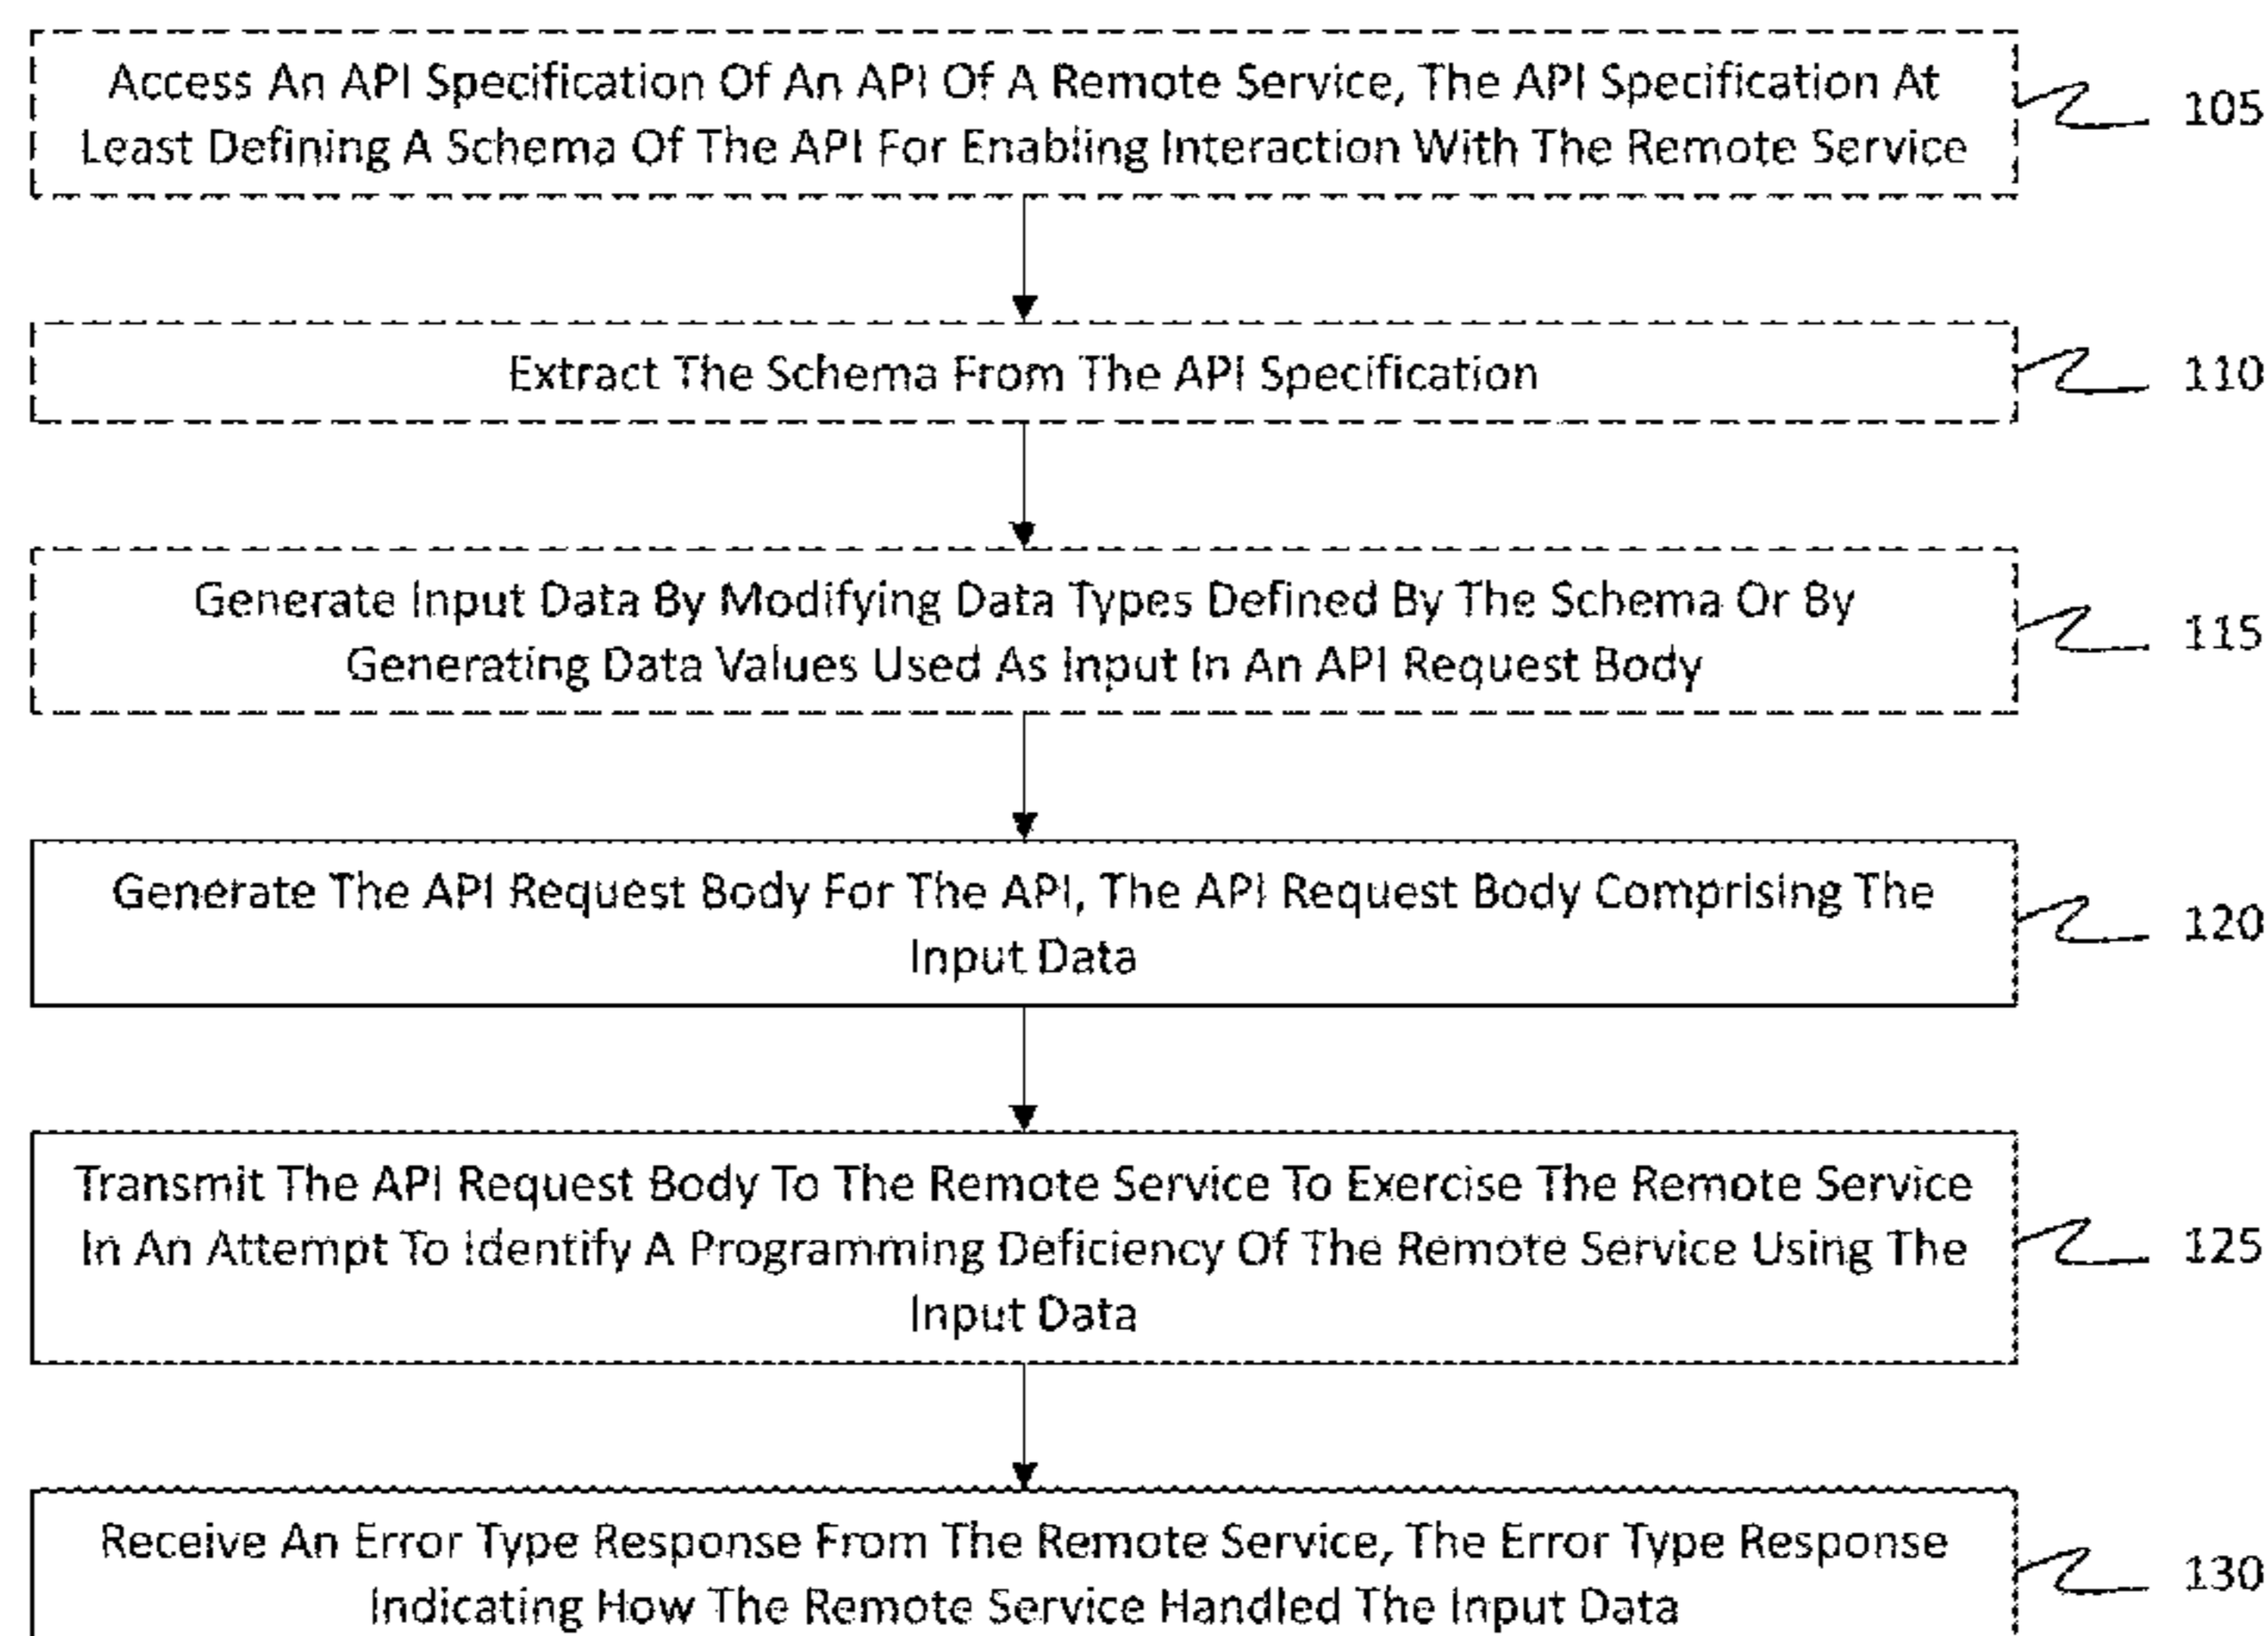 Access An API Specification Of An API Of A Remote Service, The API Specification At
Least Defining A Schema Of The API For Enabling Interaction With The Remote Service
105
Extract The Schema From The API Specification
110
Generate Input Data By Modifying Data Types Defined By The Schema Or By
Generating Data Values Used As Input In An API Request Body
115
Generate The API Request Body For The API, The API Request Body Comprising The
Input Data
120
Transmit The API Request Body To The Remote Service To Exercise The Remote Service
In An Attempt To Identify A Programming Deficiency Of The Remote Service Using The
Input Data
125
Receive An Error Type Response From The Remote Service, The Error Type Response
Indicating How The Remote Service Handled The Input Data
130